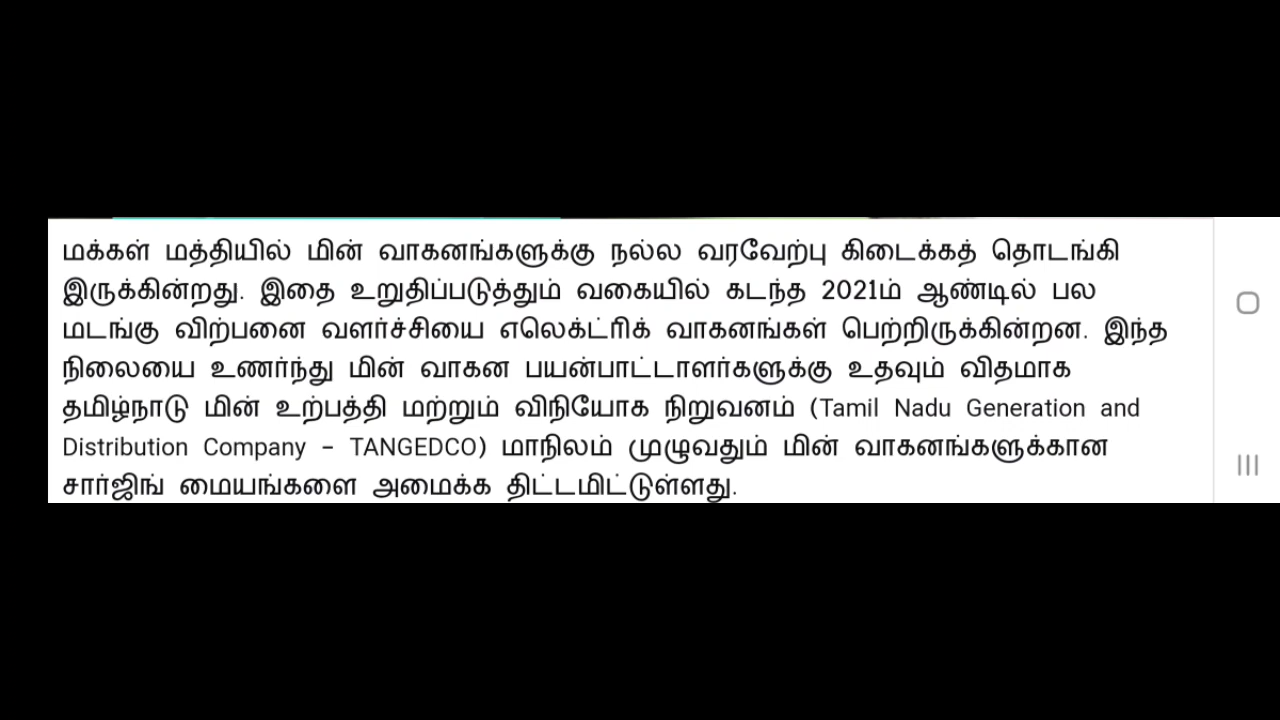 மக்கள் மத்தியில் மின் வாகனங்களுக்கு நல்ல வரவேற்பு கிடைக்கத் தொடங்கி
இருக்கின்றது. இதை உறுதிப்படுத்தும் வகையில் கடந்த 2021ம் ஆண்டில் பல
மடங்கு விற்பனை வளர்ச்சியை எலெக்ட்ரிக் வாகனங்கள் பெற்றிருக்கின்றன. இந்த
நிலையை உணர்ந்து மின் வாகன பயன்பாட்டாளர்களுக்கு உதவும் விதமாக
தமிழ்நாடு மின் உற்பத்தி மற்றும் விநியோக நிறுவனம் (Tamil Nadu Generation and
Distribution Company – TANGEDCO) மாநிலம் முழுவதும் மின் வாகனங்களுக்கான
சார்ஜிங் மையங்களை அமைக்க திட்டமிட்டுள்ளது.